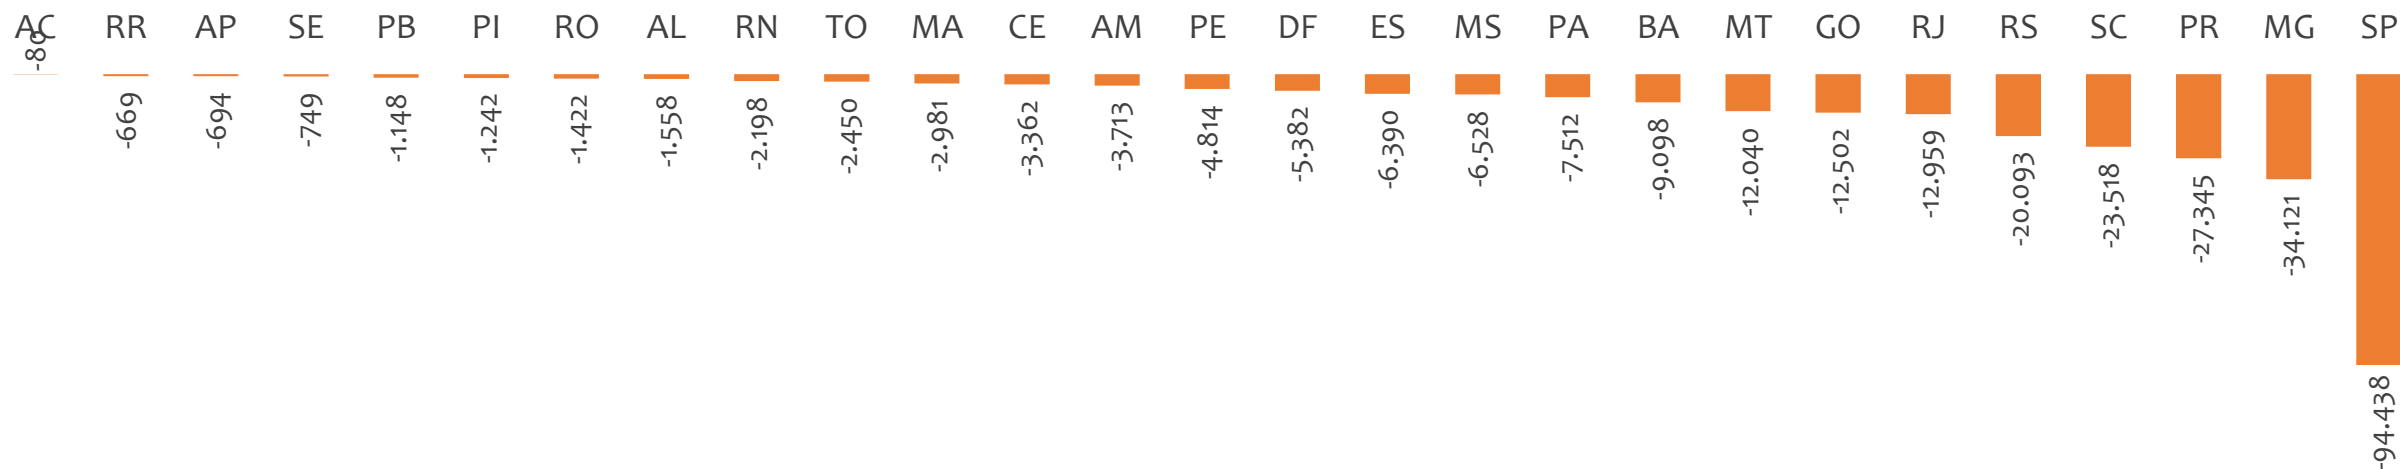 AC RR AP SE PB PI RO AL RN TO MA CE AM PE DF ES MS PA BA MT GO RJ RS SC PR MG SP
-80 -669 -694 -749 -1.148 -1.242 -1.422 -1.558 -2.198 -2.450 -2.981 -3.362 -3.713 -4.814 -5.382 -6.390 -6.528 -7.512 -9.098 -12.040 -12.502 -12.959 -20.093 -23.518 -27.345 -34.121 -94.438